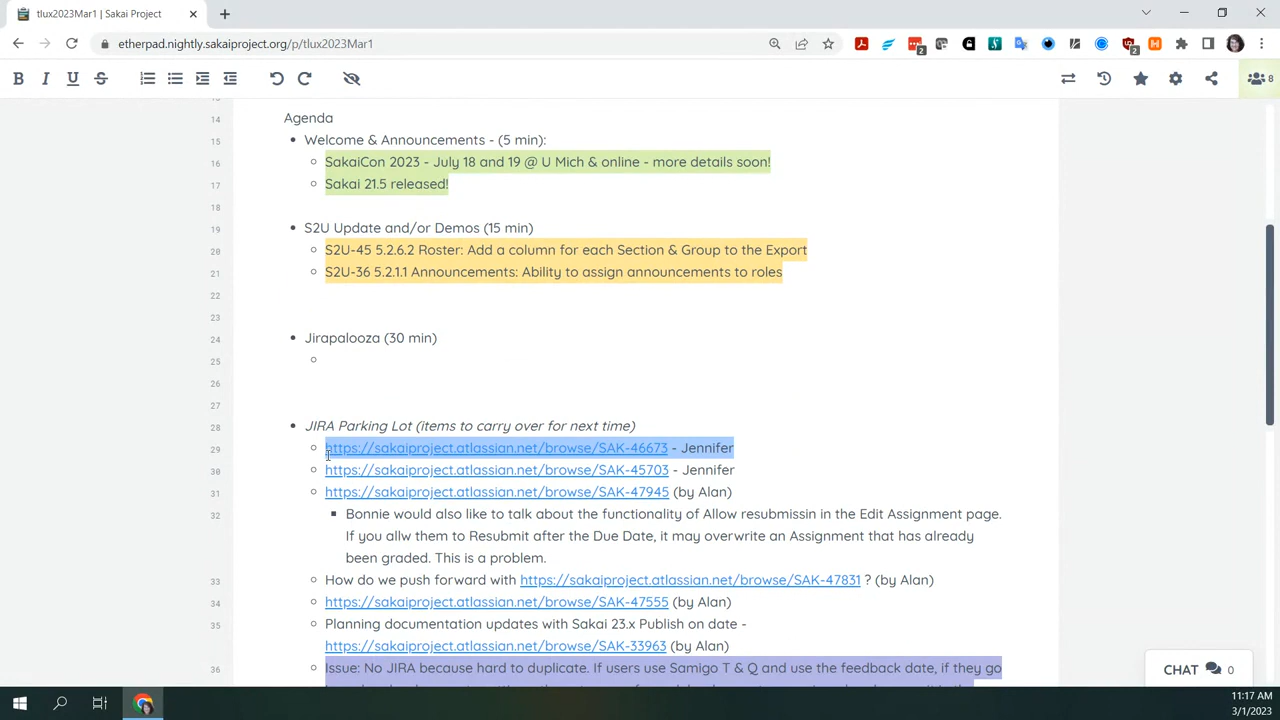 tlux2023Mar1 | Sakai Project
etherpad.nightly.sakaiproject.org/p/tlux2023Mar1
2
2
8
14 Agenda
15 Welcome & Announcements - (5 min):
16 SakaiCon 2023 - July 18 and 19 @ U Mich & online - more details soon!
17 Sakai 21.5 released!
18
19 S2U Update and/or Demos (15 min)
20 S2U-45 5.2.6.2 Roster: Add a column for each Section & Group to the Export
21 S2U-36 5.2.1.1 Announcements: Ability to assign announcements to roles
22
23
24 Jirapalooza (30 min)
25
26
27
28 JIRA Parking Lot (items to carry over for next time)
29 https://sakaiproject.atlassian.net/browse/SAK-46673 - Jennifer
30 https://sakaiproject.atlassian.net/browse/SAK-45703 - Jennifer
31 https://sakaiproject.atlassian.net/browse/SAK-47945 (by Alan)
32 Bonnie would also like to talk about the functionality of Allow resubmissin in the Edit Assignment page.
If you allw them to Resubmit after the Due Date, it may overwrite an Assignment that has already
been graded. This is a problem.
33 How do we push forward with https://sakaiproject.atlassian.net/browse/SAK-47831 ? (by Alan)
34 https://sakaiproject.atlassian.net/browse/SAK-47555 (by Alan)
35 Planning documentation updates with Sakai 23.x Publish on date -
https://sakaiproject.atlassian.net/browse/SAK-33963 (by Alan)
36 Issue: No JIRA because hard to duplicate. If users use Samigo T & Q and use the feedback date, if they go
CHAT 0
11:17 AM
3/1/2023